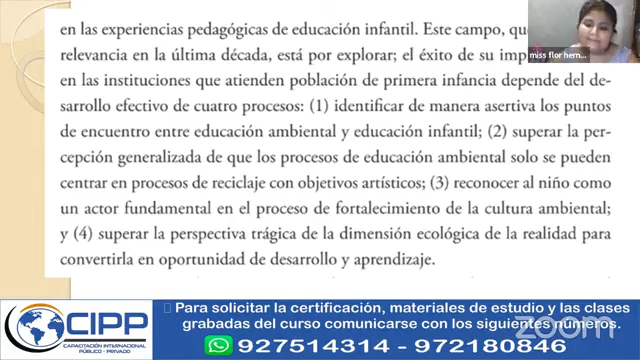 en las experiencias pedagógicas de educación infantil. Este campo, que
relevancia en la última década, está por explorar; el éxito de su imp
en las instituciones que atienden población de primera infancia depende del de-
sarrollo efectivo de cuatro procesos: (1) identificar de manera asertiva los puntos
de encuentro entre educación ambiental y educación infantil; (2) superar la per-
cepción generalizada de que los procesos de educación ambiental solo se pueden
centrar en procesos de reciclaje con objetivos artísticos; (3) reconocer al niño como
un actor fundamental en el proceso de fortalecimiento de la cultura ambiental;
y (4) superar la perspectiva trágica de la dimensión ecológica de la realidad para
convertirla en oportunidad de desarrollo y aprendizaje.
miss flor hern...
CIPP
CAPACITACIÓN INTERNACIONAL
PÚBLICO - PRIVADO
Para solicitar la certificación, materiales de estudio y las clases
grabadas del curso comunicarse con los siguientes números.
927514314 - 972180846
zoom